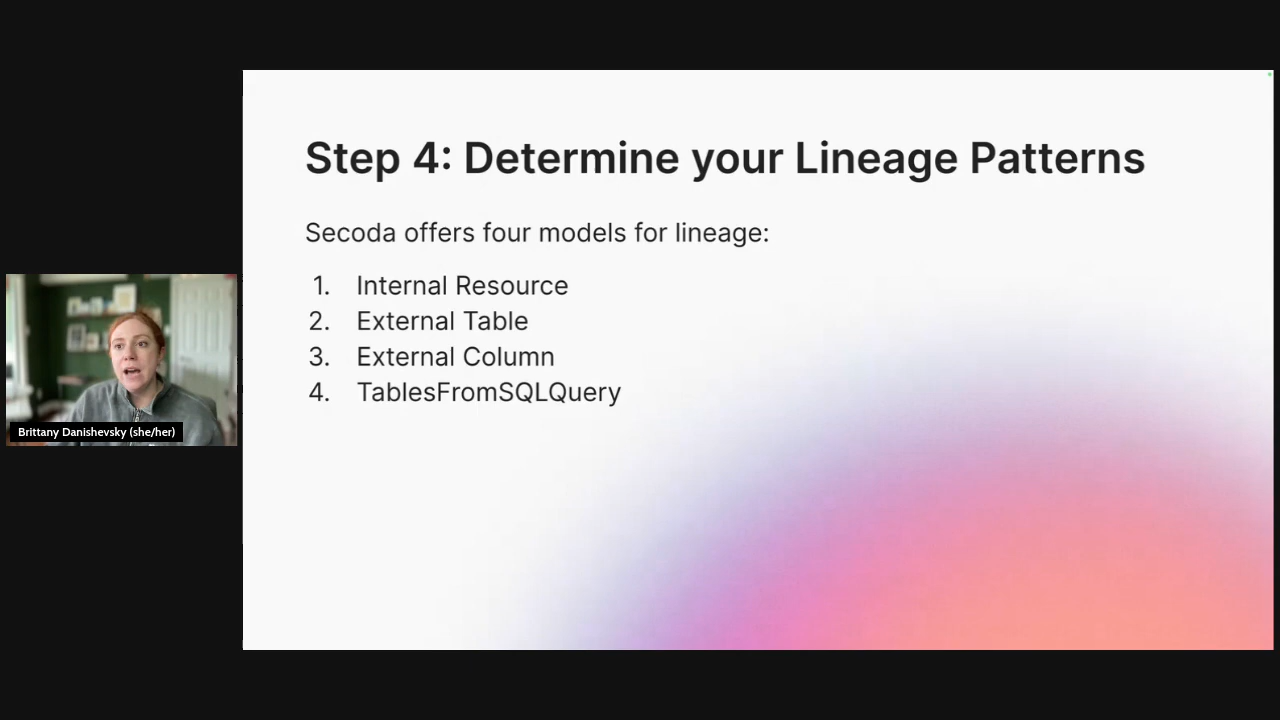 Step 4: Determine your Lineage Patterns
Secoda offers four models for lineage:
1. Internal Resource
2. External Table
3. External Column
4. TablesFromSQLQuery
Brittany Danishevsky (she/her)